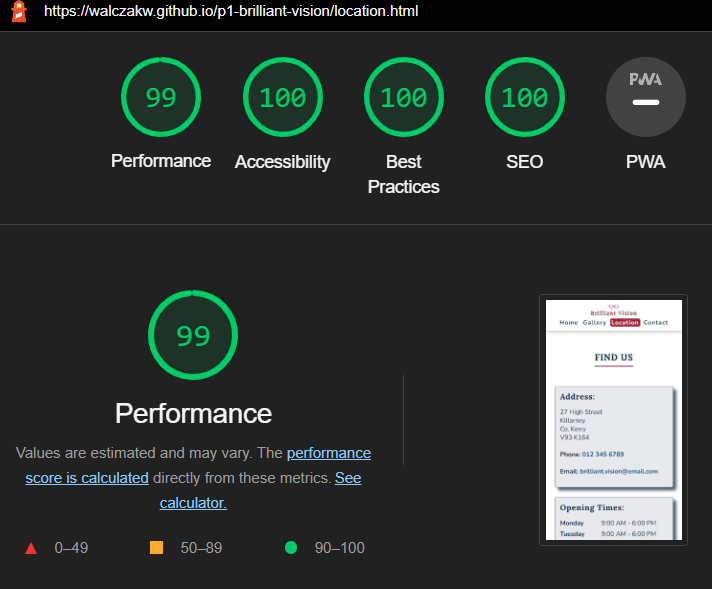 https://walczakw.github.io/p1-brilliant-vision/location.html
99
100
100
100
PWA
Performance
Accessibility
Best
Practices
SEO
PWA
99
Performance
Values are estimated and may vary. The performance
score is calculated directly from these metrics. See
calculator.
0–49
50–89
90–100
Brilliant Vision
Home Gallery Location Contact
FIND US
Address:
27 High Street
Killarney
Co. Kerry
V93 K164
Phone: 012 345 6789
Email: brilliant.vision@email.com
Opening Times:
Monday 9:00 AM - 6:00 PM
Tuesday 9:00 AM - 6:00 PM